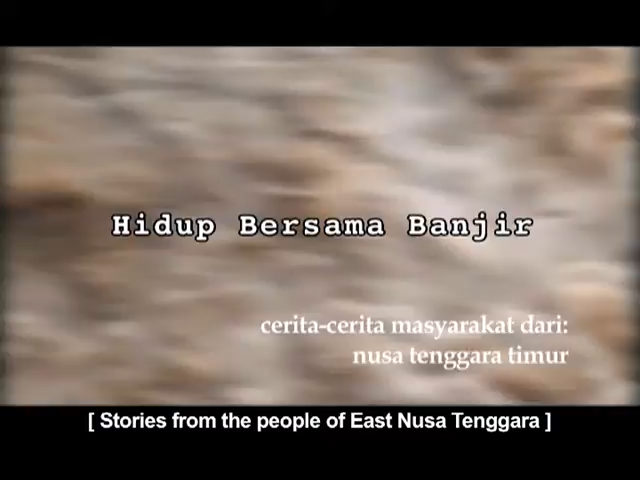 Hidup Bersama Banjir
cerita-cerita masyarakat dari:
nusa tenggara timur
[ Stories from the people of East Nusa Tenggara ]